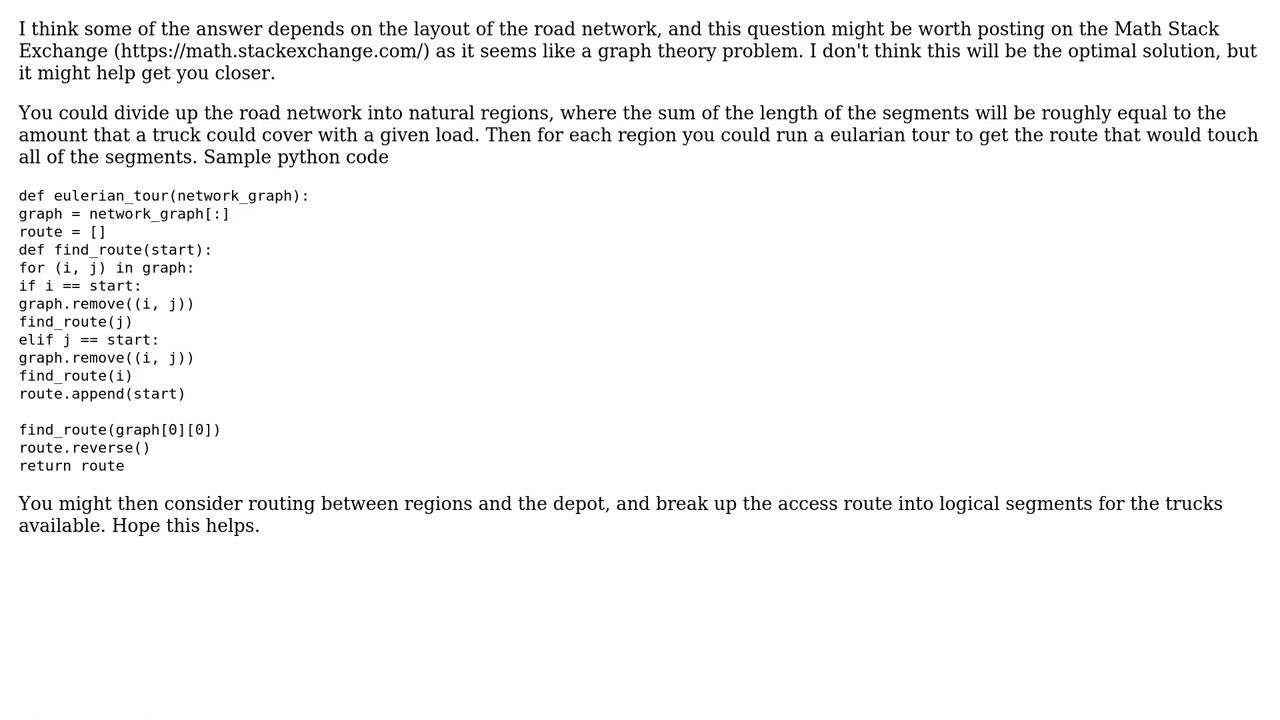 I think some of the answer depends on the layout of the road network, and this question might be worth posting on the Math Stack
Exchange (https://math.stackexchange.com/) as it seems like a graph theory problem. I don't think this will be the optimal solution, but
it might help get you closer.
You could divide up the road network into natural regions, where the sum of the length of the segments will be roughly equal to the
amount that a truck could cover with a given load. Then for each region you could run a eularian tour to get the route that would touch
all of the segments. Sample python code
def eulerian_tour(network_graph):
graph = network_graph[:]
route = []
def find_route(start):
for (i, j) in graph:
if i == start:
graph.remove((i, j))
find_route(j)
elif j == start:
graph.remove((i, j))
find_route(i)
route.append(start)
find_route(graph[0][0])
route.reverse()
return route
You might then consider routing between regions and the depot, and break up the access route into logical segments for the trucks
available. Hope this helps.